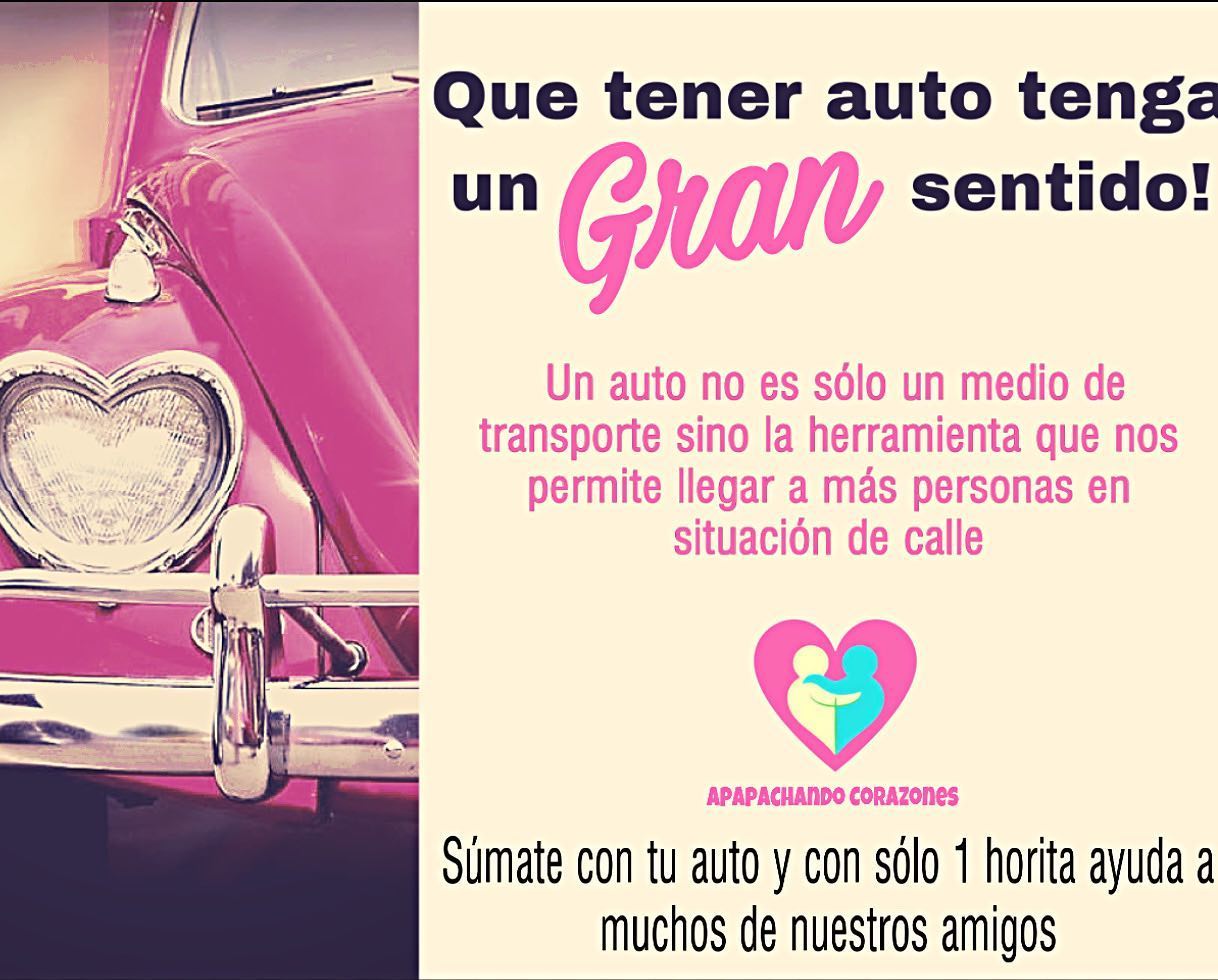 Que tener auto tenga
un Gran sentido!
Un auto no es sólo un medio de
transporte sino la herramienta que nos
permite llegar a más personas en
situación de calle
APAPACHANDO CORAZONES
Súmate con tu auto y con sólo 1 horita ayuda a
muchos de nuestros amigos